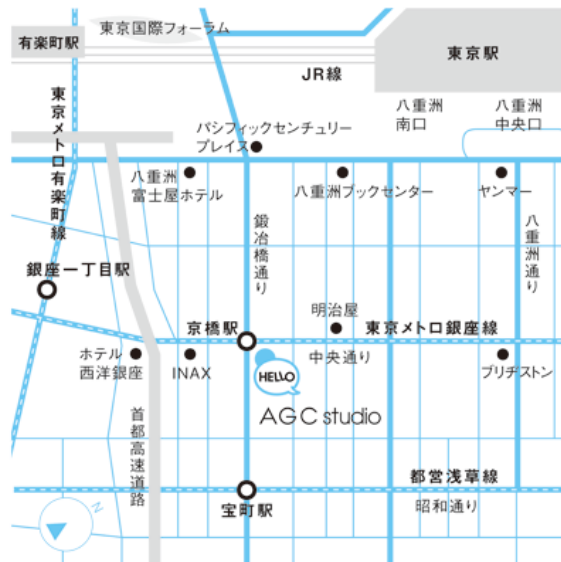 東京国際フォーラム
有楽町駅
東京駅
JR線
東京メトロ有楽町線
八重洲
南口
八重洲
中央口
パシフィックセンチュリー
プレイス
八重洲
富士屋ホテル
八重洲ブックセンター
ヤンマー
鍛冶橋通り
八重洲通り
銀座一丁目駅
京橋駅
明治屋
東京メトロ銀座線
ホテル
西洋銀座
INAX
中央通り
ブリヂストン
HELLO
AGC studio
首都高速道路
都営浅草線
昭和通り
宝町駅
N